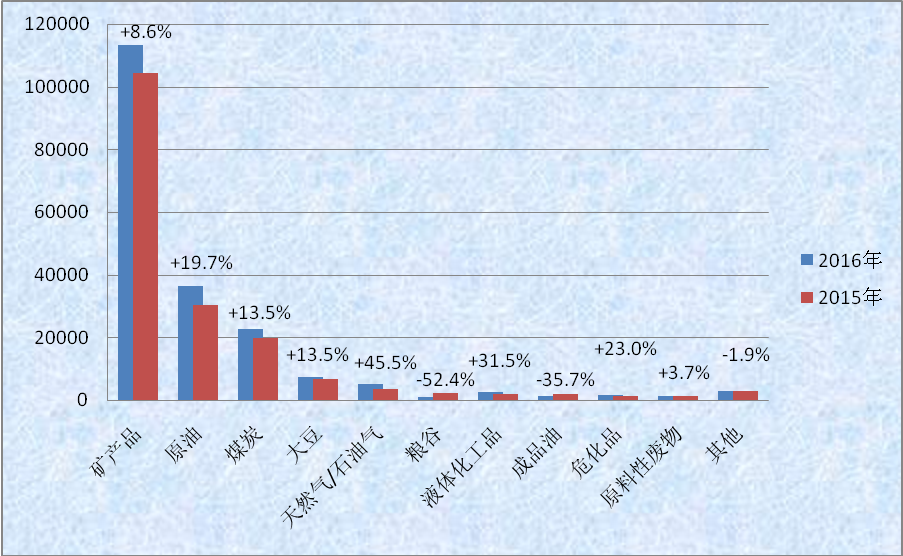 120000
100000
80000
60000
40000
20000
0
+8.6%
+19.7%
+13.5%
+13.5%
+45.5%
-52.4%
+31.5%
-35.7%
+23.0%
+3.7%
-1.9%
矿产品
原油
煤炭
大豆
天然气/石油气
粮谷
液体化工品
成品油
危化品
原料性废物
其他
2016年
2015年